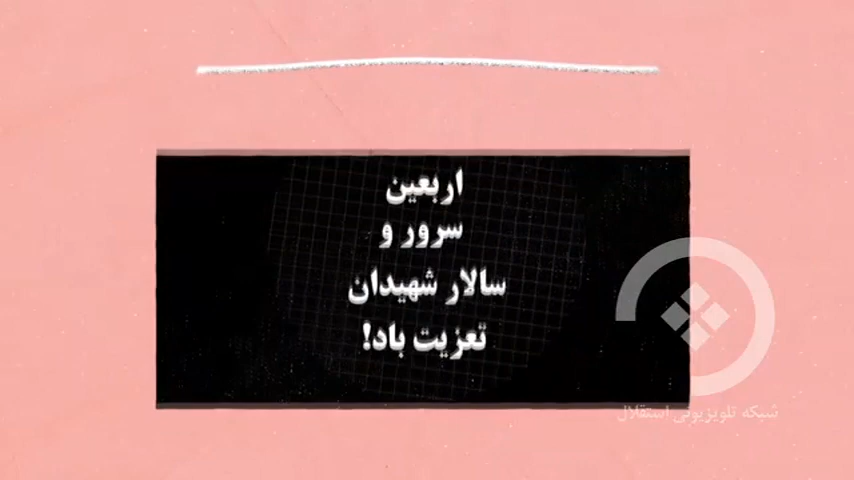 اربعین
سرور و
سالار شهیدان
تعزیت باد!
شبکه تلویزیونی استقلال